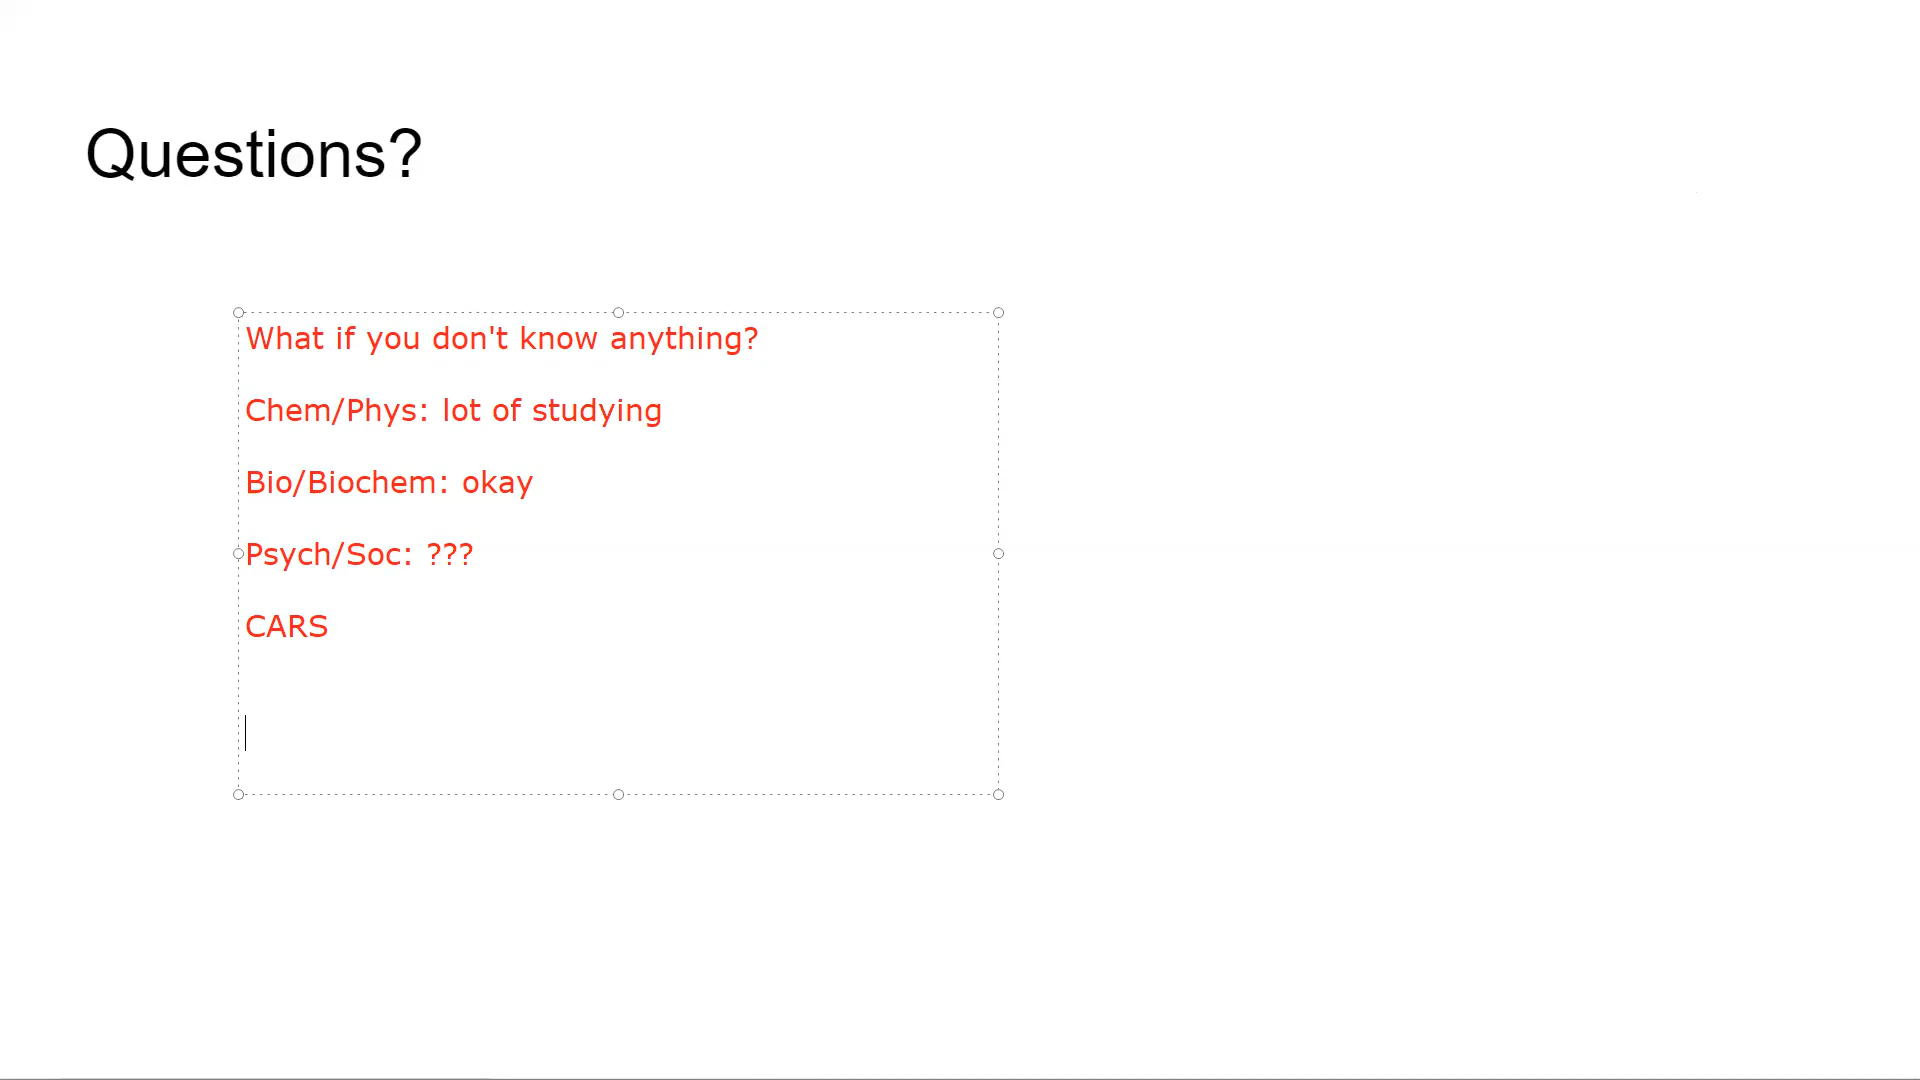 Questions?
What if you don't know anything?
Chem/Phys: lot of studying
Bio/Biochem: okay
Psych/Soc: ???
CARS